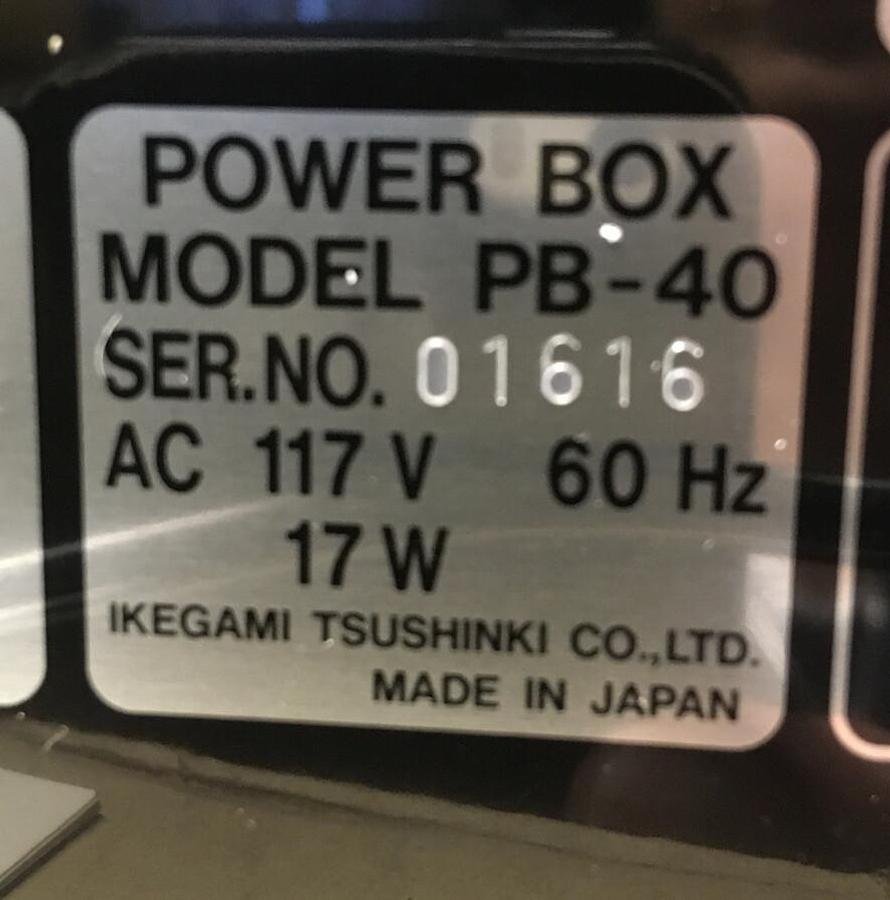 POWER BOX
MODEL PB-40
SER.NO. 01616
AC 117 V 60 Hz
17 W
IKEGAMI TSUSHINKI CO.,LTD.
MADE IN JAPAN